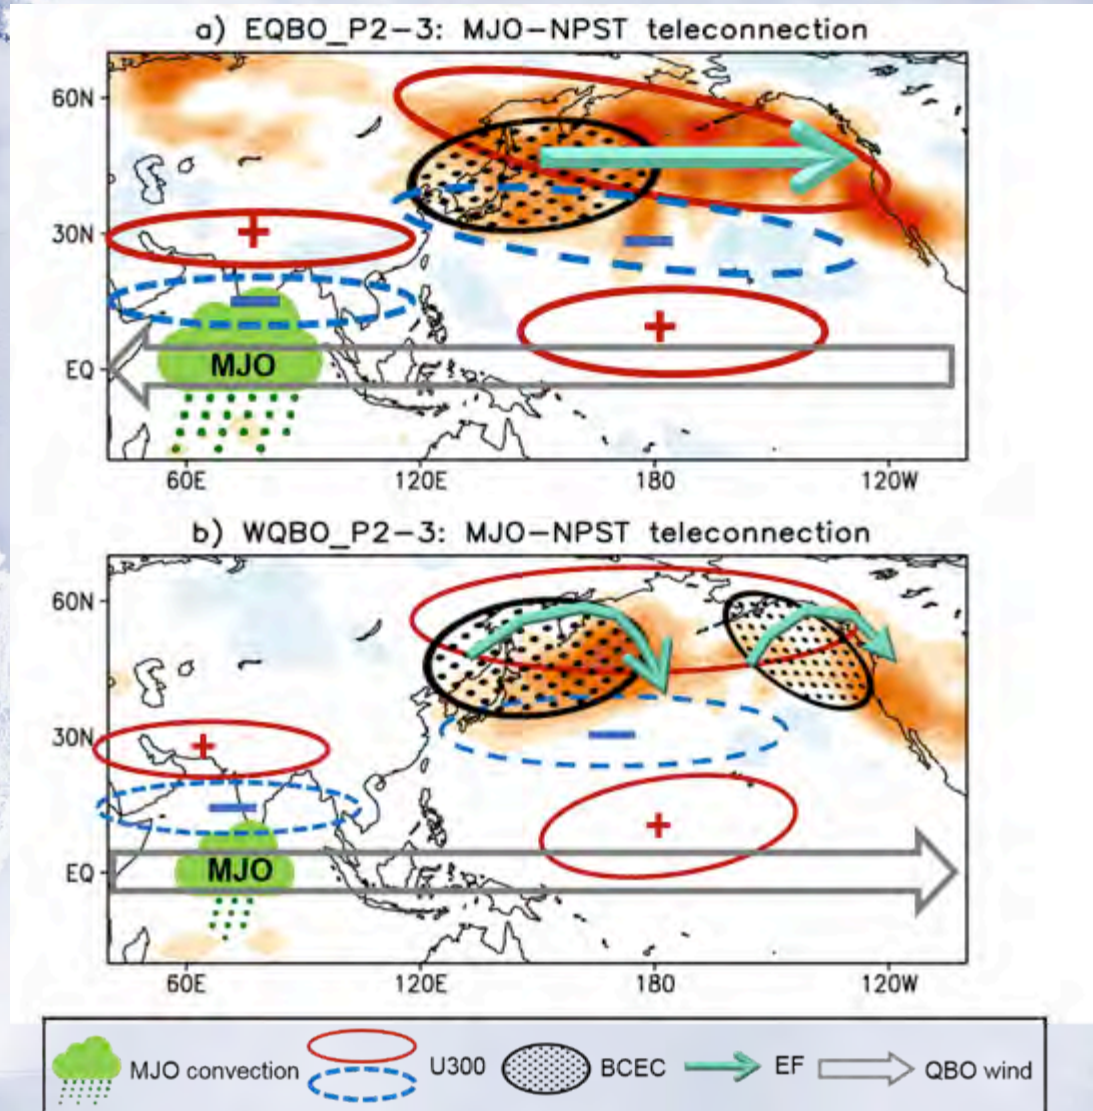 a) EQBO_P2-3: MJO-NPST teleconnection
60N
30N
+
−
−
+
MJO
EQ
60E 120E 180 120W
b) WQBO_P2-3: MJO-NPST teleconnection
60N
30N
+
−
−
+
MJO
EQ
60E 120E 180 120W
MJO convection U300 BCEC EF QBO wind